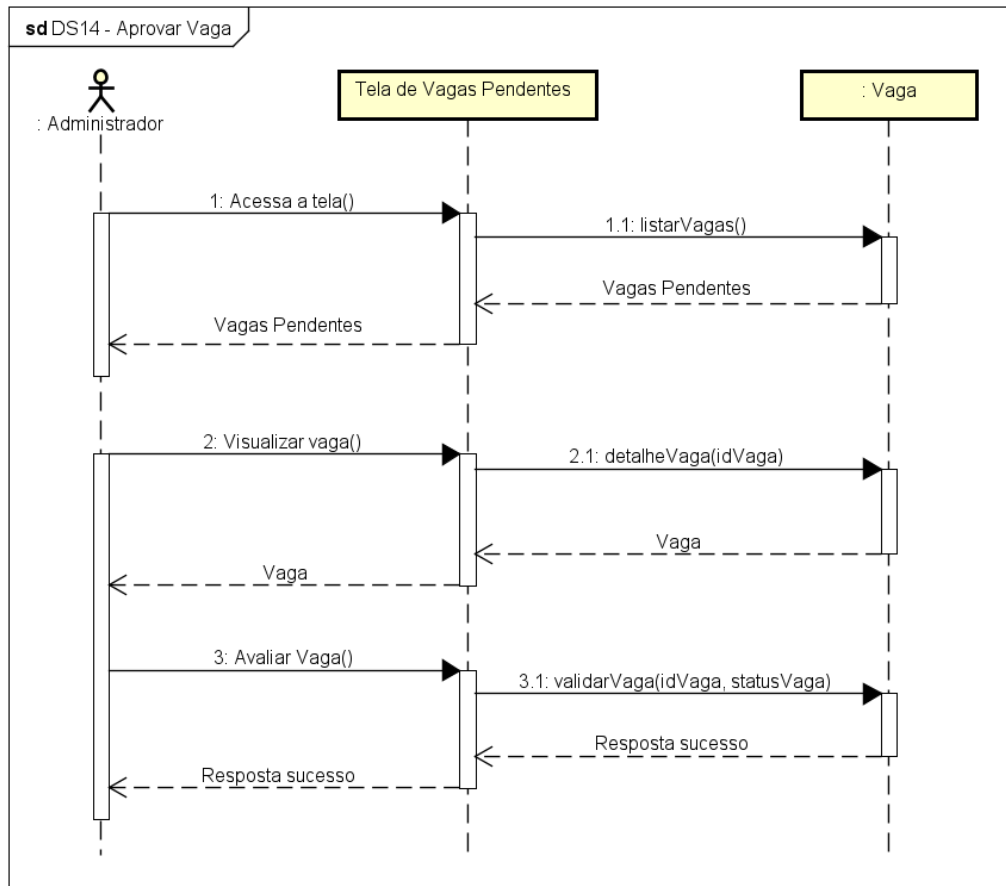 sd DS14 - Aprovar Vaga
: Administrador
Tela de Vagas Pendentes
: Vaga
1: Acessa a tela()
1.1: listarVagas()
Vagas Pendentes
Vagas Pendentes
2: Visualizar vaga()
2.1: detalheVaga(idVaga)
Vaga
Vaga
3: Avaliar Vaga()
3.1: validarVaga(idVaga, statusVaga)
Resposta sucesso
Resposta sucesso